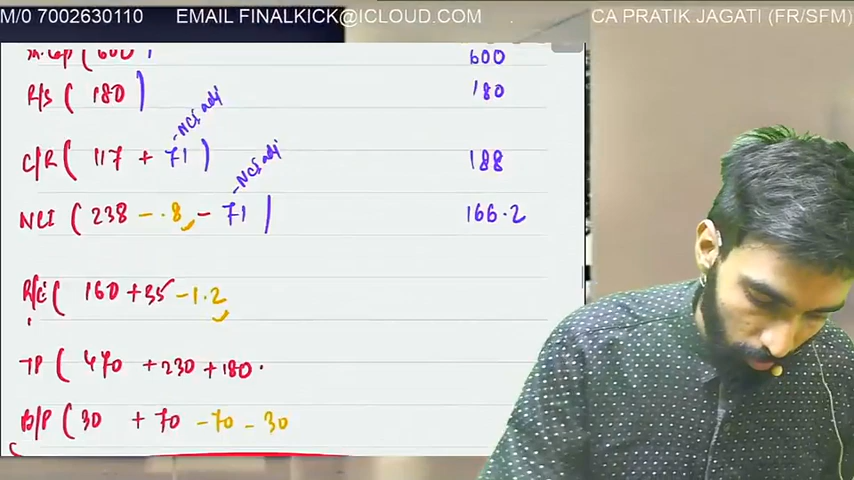 M/0 7002630110 EMAIL FINALKICK@ICLOUD.COM . CA PRATIK JAGATI (FR/SFM)
(600) 600
R/S ( 180 ) 180
C/R ( 117 + 71 ) -NCI adj 188
NCI ( 238 - .8 - 71 ) -NCI adj 166.2
( 160 + 35 - 1.2
TP ( 470 + 230 + 180
B/P ( 30 + 70 - 70 - 30